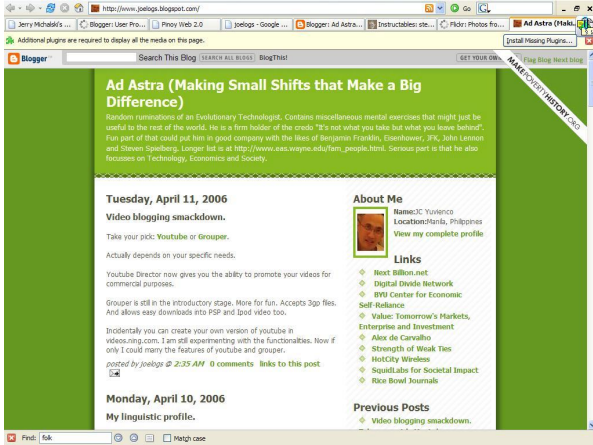 http://www.joelogs.blogspot.com/
Go
Jerry Michalski's ...
Blogger: User Pro...
Pinoy Web 2.0
joelogs - Google ...
Blogger: Ad Astra...
Instructables: ste...
Flickr: Photos fro...
Ad Astra (Maki...
Additional plugins are required to display all the media on this page.
Install Missing Plugins...
Blogger
Search This Blog
SEARCH ALL BLOGS
BlogThis!
GET YOUR OWN
Flag Blog
Next blog
MAKEPOVERTYHISTORY.ORG
Ad Astra (Making Small Shifts that Make a Big
Difference)
Random ruminations of an Evolutionary Technologist. Contains miscellaneous mental exercises that might just be
useful to the rest of the world. He is a firm holder of the credo "It's not what you take but what you leave behind".
Fun part of that could put him in good company with the likes of Benjamin Franklin, Eisenhower, JFK, John Lennon
and Steven Spielberg. Longer list is at http://www.eas.wayne.edu/fam_people.html. Serious part is that he also
focusses on Technology, Economics and Society.
Tuesday, April 11, 2006
Video blogging smackdown.
Take your pick: Youtube or Grouper.
Actually depends on your specific needs.
Youtube Director now gives you the ability to promote your videos for
commercial purposes.
Grouper is still in the introductory stage. More for fun. Accepts 3gp files.
And allows easy downloads into PSP and Ipod video too.
Incidentally you can create your own version of youtube in
videos.ning.com. I am still experimenting with the functionalities. Now if
only I could marry the features of youtube and grouper.
posted by joelogs @ 2:35 AM 0 comments links to this post
Monday, April 10, 2006
My linguistic profile.
About Me
Name:JC Yuvienco
Location:Manila, Philippines
View my complete profile
Links
Next Billion.net
Digital Divide Network
BYU Center for Economic
Self-Reliance
Value: Tomorrow's Markets,
Enterprise and Investment
Alex de Carvalho
Strength of Weak Ties
HotCity Wireless
SquidLabs for Societal Impact
Rice Bowl Journals
Previous Posts
Video blogging smackdown.
Find: folk
Match case